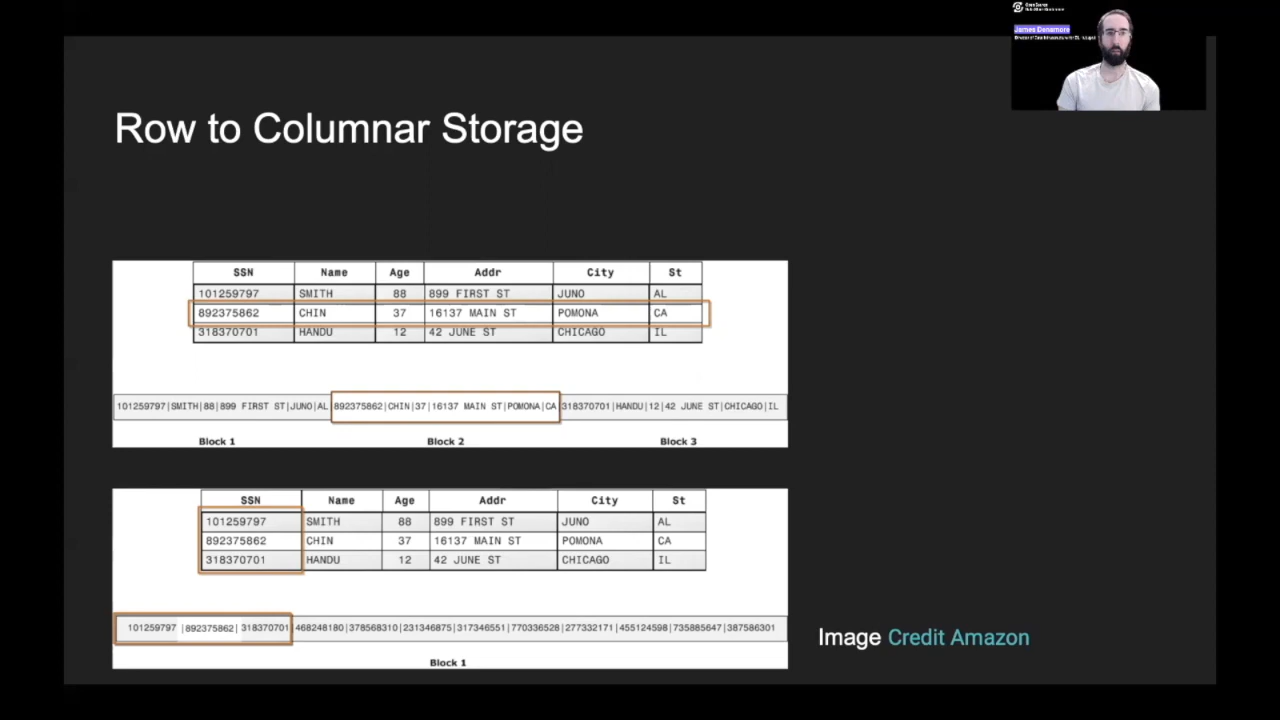 James Densmore
Row to Columnar Storage
SSN Name Age Addr City St
101259797 SMITH 88 899 FIRST ST JUNO AL
892375862 CHIN 37 16137 MAIN ST POMONA CA
318370701 HANDU 12 42 JUNE ST CHICAGO IL
101259797|SMITH|88|899 FIRST ST|JUNO|AL 892375862|CHIN|37|16137 MAIN ST|POMONA|CA 318370701|HANDU|12|42 JUNE ST|CHICAGO|IL
Block 1 Block 2 Block 3
SSN Name Age Addr City St
101259797 SMITH 88 899 FIRST ST JUNO AL
892375862 CHIN 37 16137 MAIN ST POMONA CA
318370701 HANDU 12 42 JUNE ST CHICAGO IL
101259797 |892375862| 318370701|468248180|378568310|231346875|317346551|770336528|277332171|455124598|735885647|387586301
Block 1
Image Credit Amazon